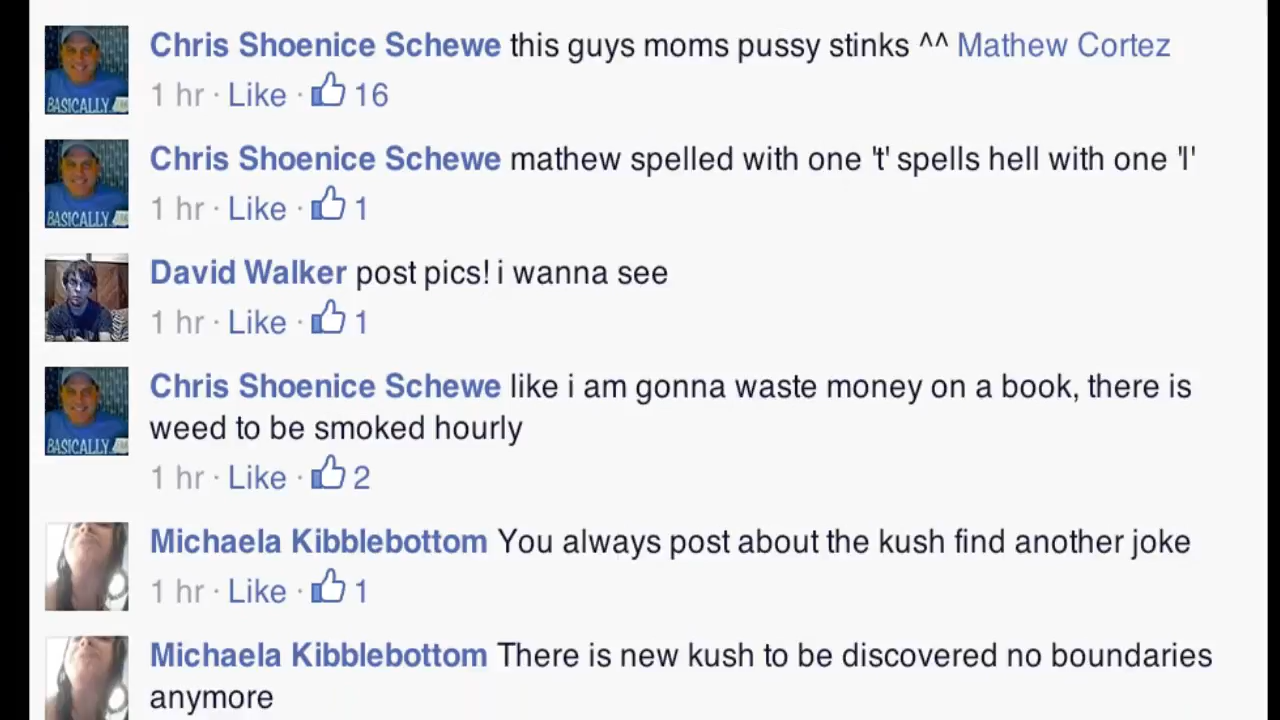 Chris Shoenice Schewe this guys moms pussy stinks ^^ Mathew Cortez
1 hr · Like · 16
BASICALLY
Chris Shoenice Schewe mathew spelled with one 't' spells hell with one 'l'
1 hr · Like · 1
BASICALLY
David Walker post pics! i wanna see
1 hr · Like · 1
Chris Shoenice Schewe like i am gonna waste money on a book, there is
weed to be smoked hourly
BASICALLY
1 hr · Like · 2
Michaela Kibblebottom You always post about the kush find another joke
1 hr · Like · 1
Michaela Kibblebottom There is new kush to be discovered no boundaries
anymore